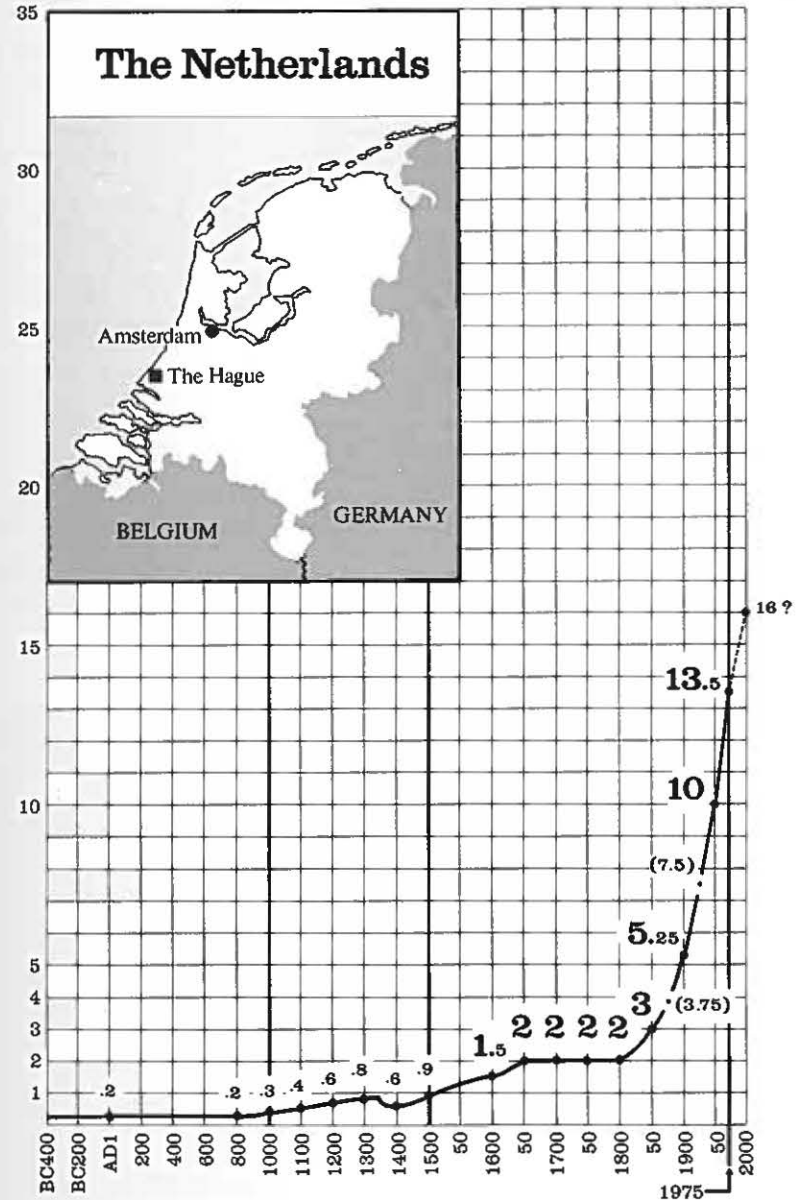 35
The Netherlands
30
25
Amsterdam
The Hague
20
BELGIUM
GERMANY
16 ?
15
13.5
10
10
(7.5)
5.25
5
4
3
(3.75)
3
2 2 2 2
1.5
2
.2 .2 .3 .4 .6 .8 .6 .9
1
BC400 BC200 AD1 200 400 600 800 1000 1100 1200 1300 1400 1500 50 1600 50 1700 50 1800 50 1900 50 2000
1975